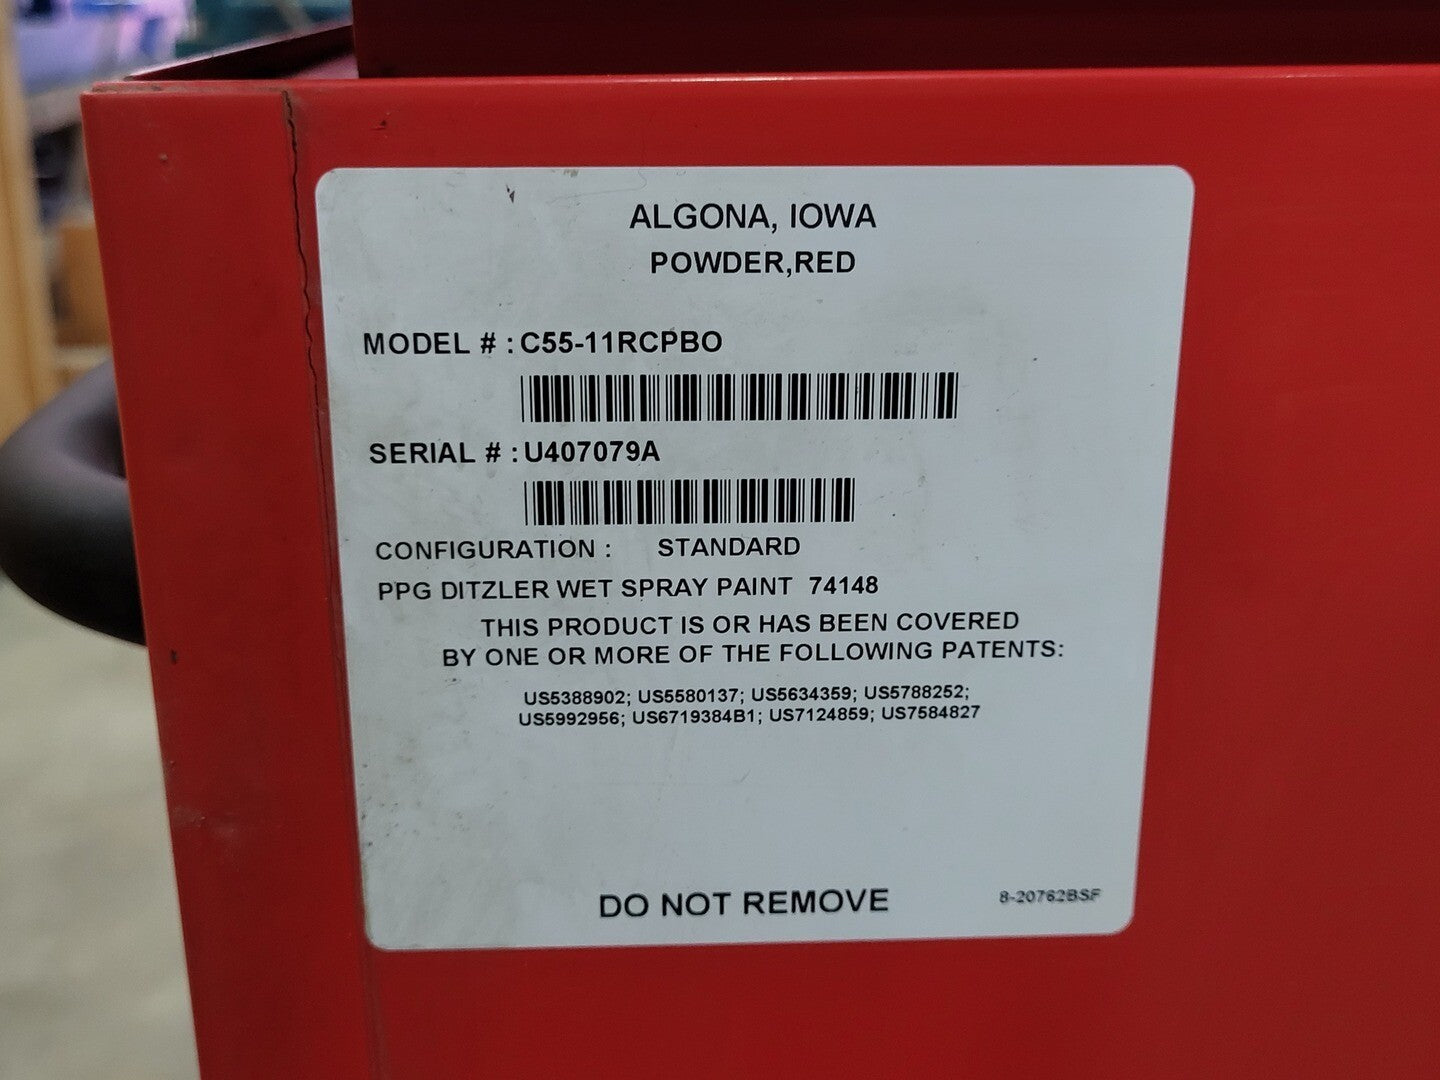 ALGONA, IOWA
POWDER,RED
MODEL # : C55-11RCPBO
SERIAL # : U407079A
CONFIGURATION : STANDARD
PPG DITZLER WET SPRAY PAINT 74148
THIS PRODUCT IS OR HAS BEEN COVERED
BY ONE OR MORE OF THE FOLLOWING PATENTS:
US5388902; US5580137; US5634359; US5788252;
US5992956; US6719384B1; US7124859; US7584827
DO NOT REMOVE
8-20762BSF